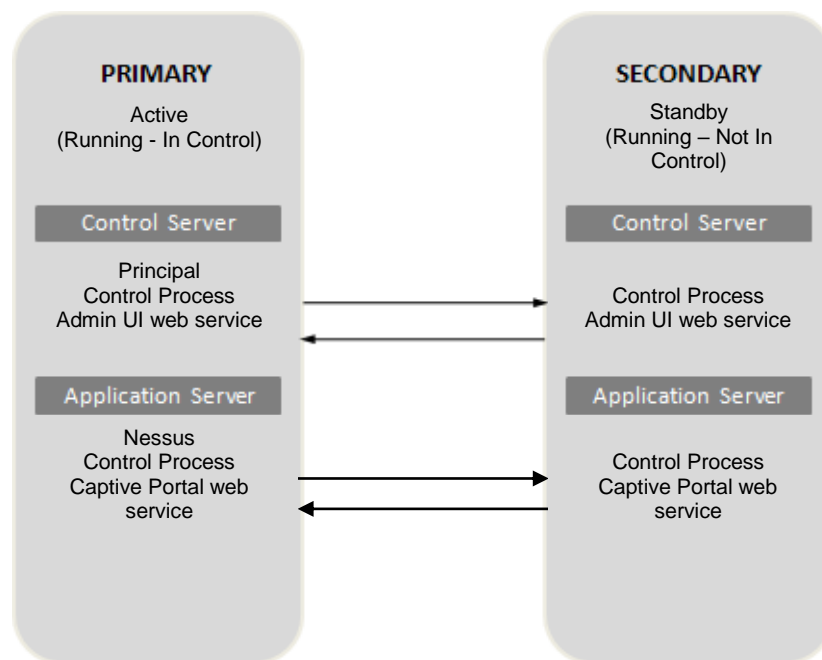 PRIMARY
Active
(Running - In Control)
Control Server
Principal
Control Process
Admin UI web service
Application Server
Nessus
Control Process
Captive Portal web
service
SECONDARY
Standby
(Running – Not In
Control)
Control Server
Control Process
Admin UI web service
Application Server
Control Process
Captive Portal web
service